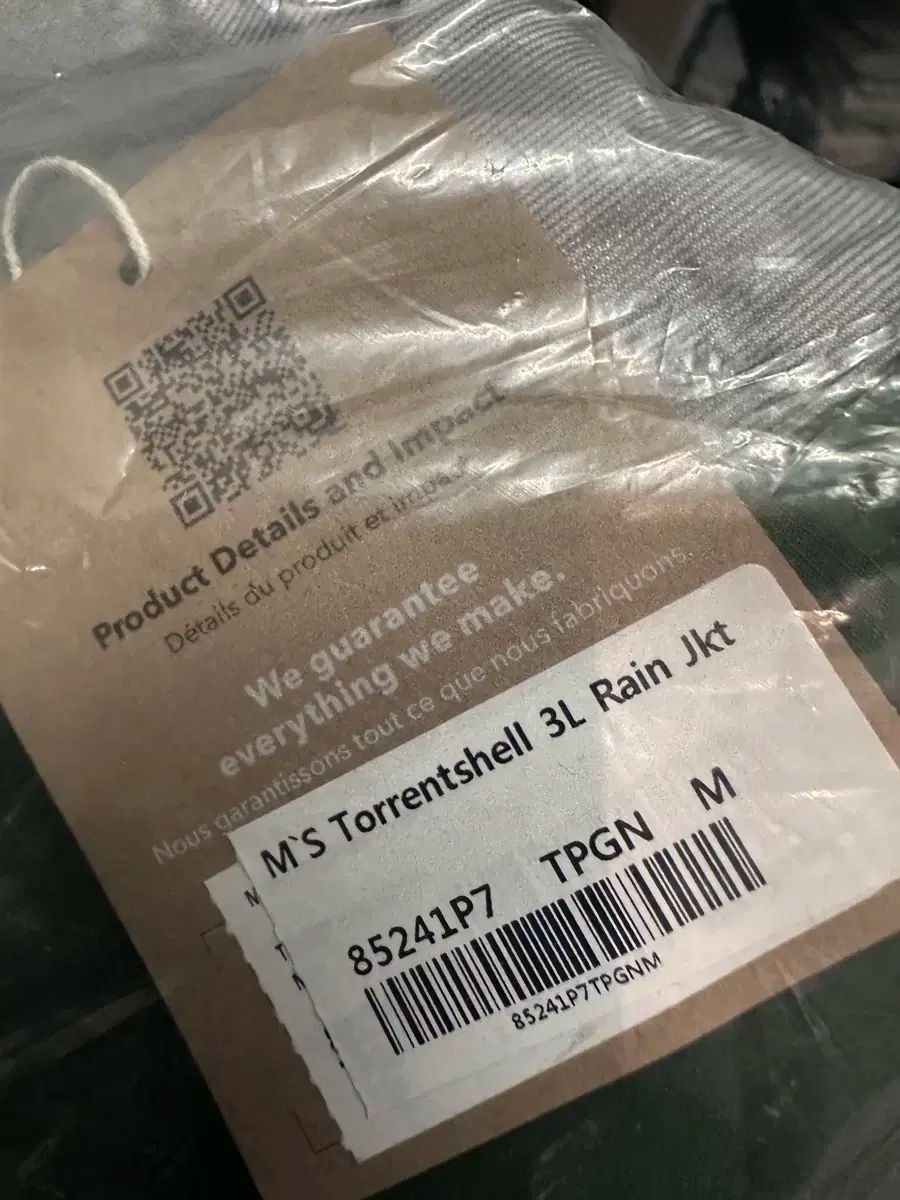 Product Details and Impact
Détails du produit et impact
We guarantee
everything we make.
Nous garantissons tout ce que nous fabriquons.
M`S Torrentshell 3L Rain Jkt
85241P7 TPGN M
85241P7TPGNM